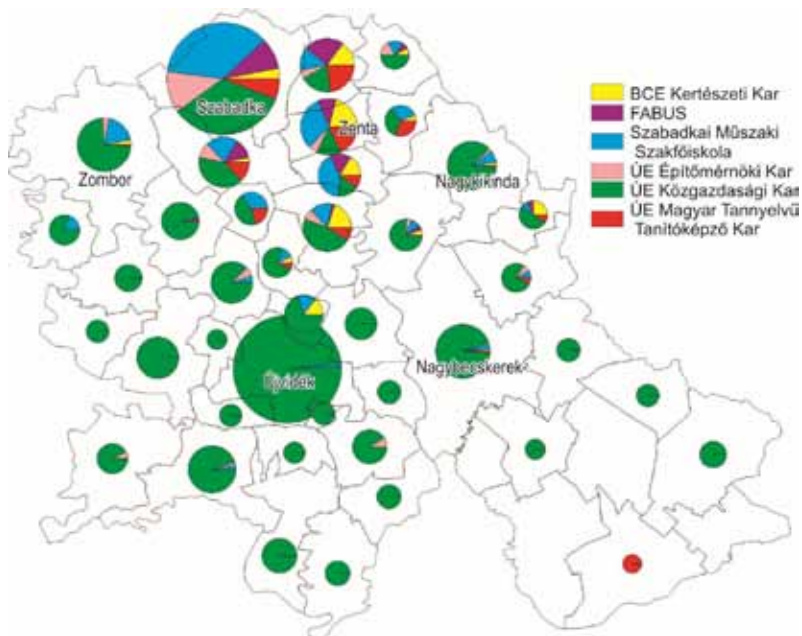 Szabadka
Zenta
Zombor
Nagykikinda
Újvidék
Nagybecskerek
BCE Kertészeti Kar
FABUS
Szabadkai Műszaki
Szakfőiskola
ÚE Építőmérnöki Kar
ÚE Közgazdasági Kar
ÚE Magyar Tannyelvű
Tanítóképző Kar